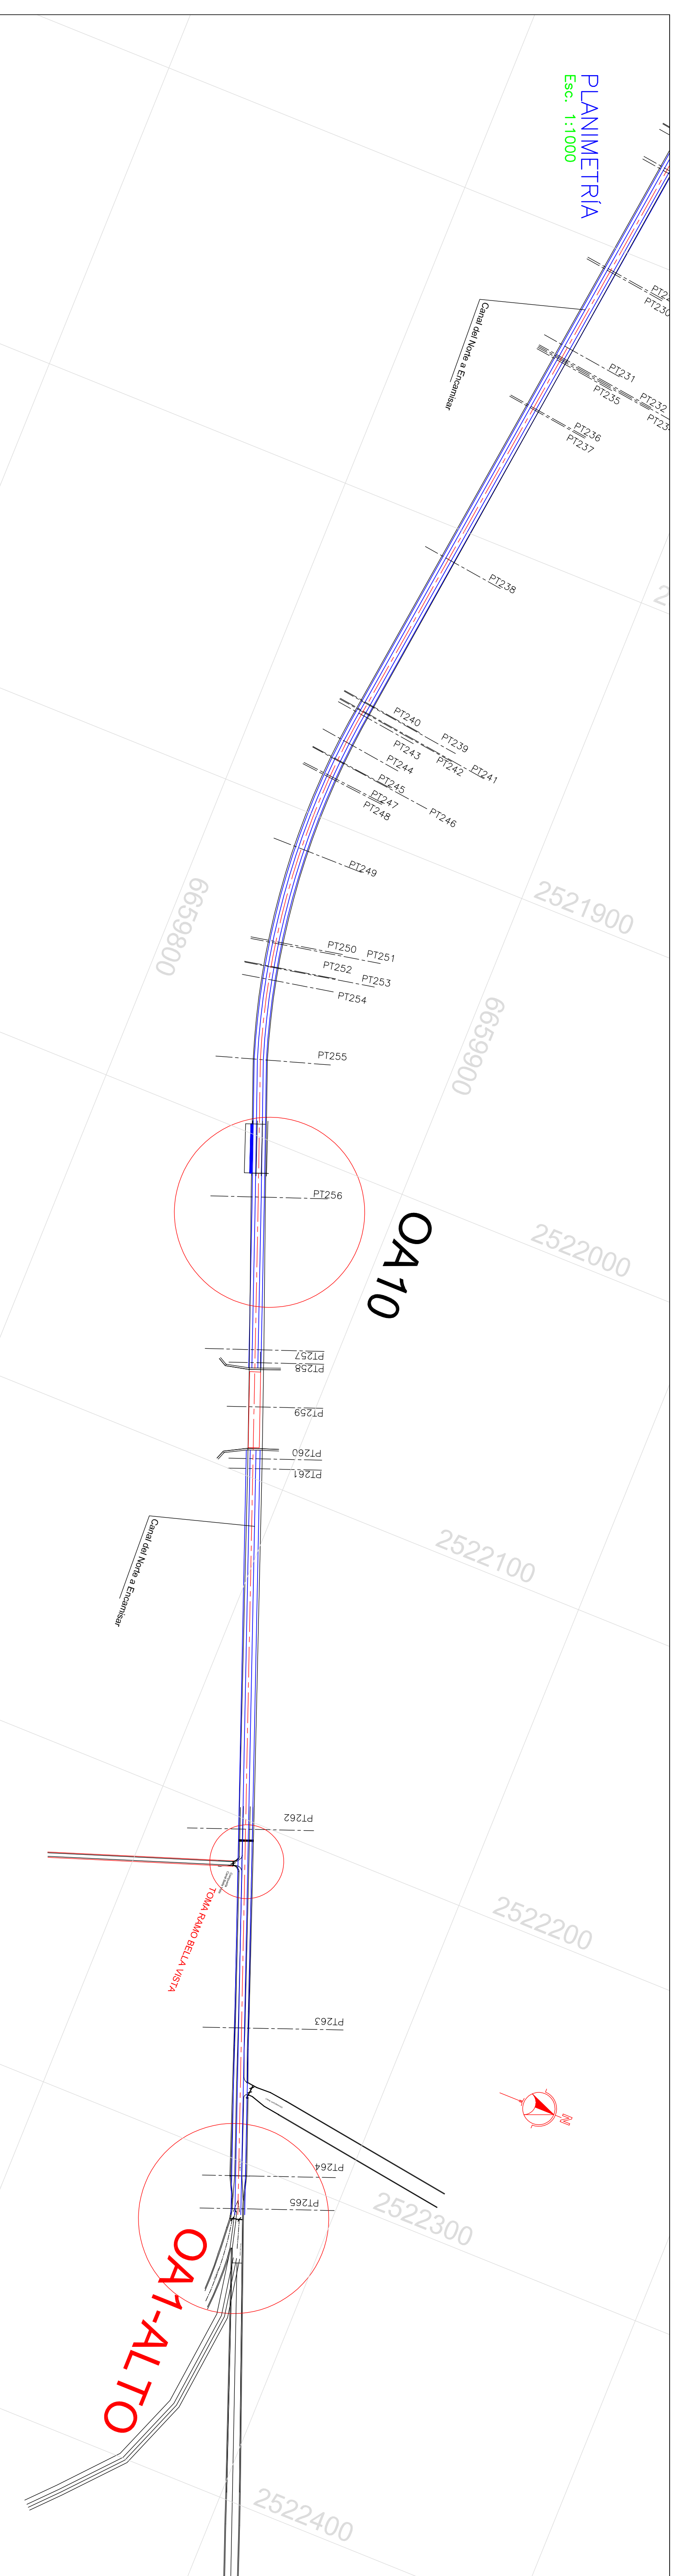 PLANIMETRÍA
Esc. 1:1000
PT230
Canal del Norte a Encamisar
PT231
PT232
PT235
PT236
PT237
PT238
PT240
PT239
PT241
PT243
PT242
PT244
PT245
PT246
PT247
PT248
PT249
6659800
2521900
PT250
PT251
PT252
PT253
PT254
6659900
PT255
PT256
OA10
2522000
PT257
PT258
PT259
PT260
PT261
Canal del Norte a Encamisar
2522100
PT262
TOMA RAMO BELLA VISTA
2522200
PT263
N
PT264
PT265
2522300
OA1-ALTO
2522400